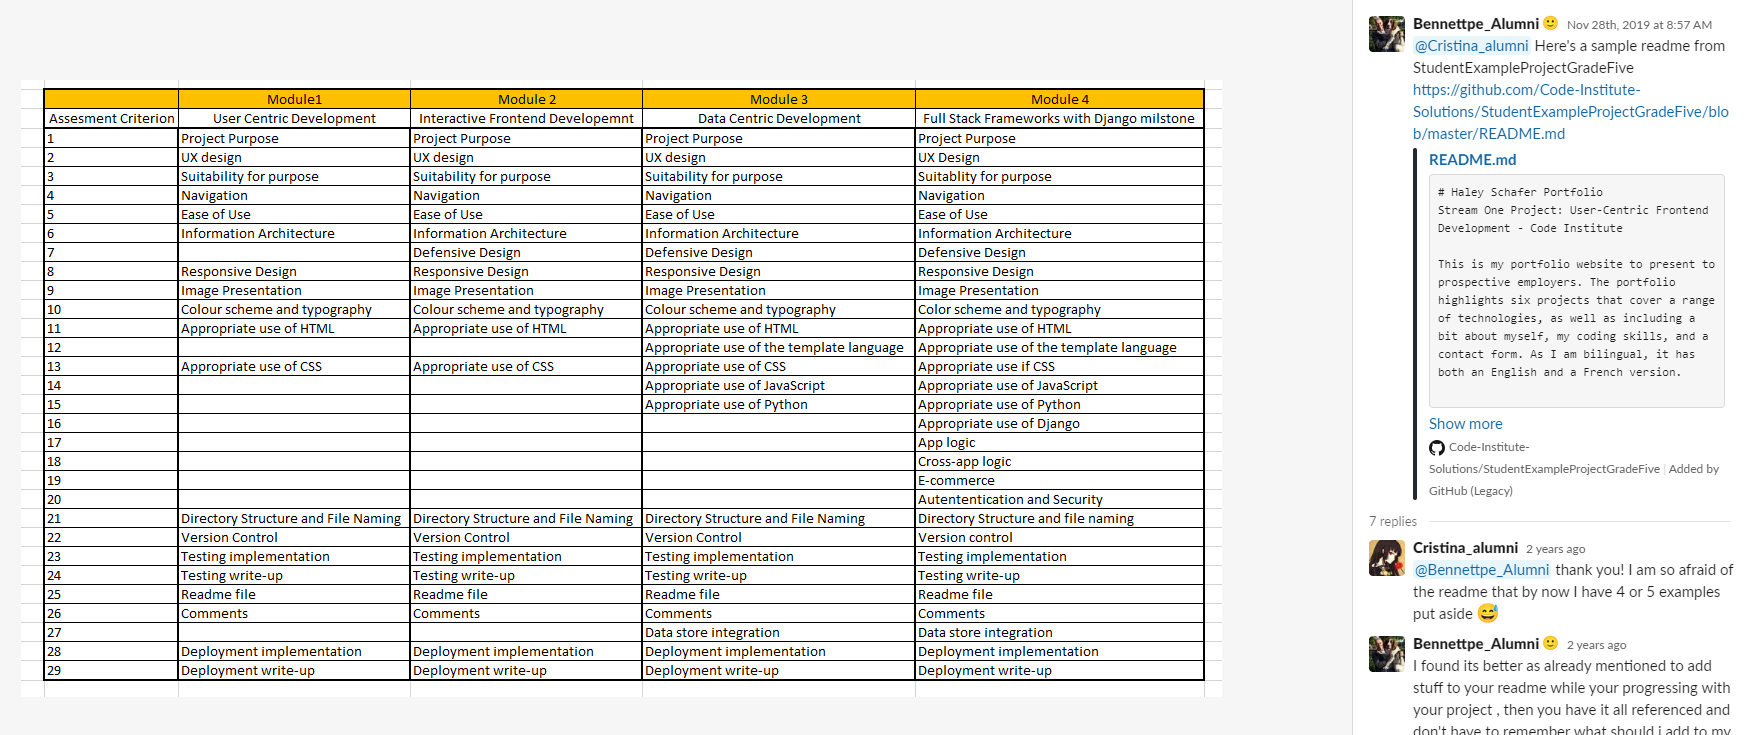 Module1 Module 2 Module 3 Module 4
Assesment Criterion User Centric Development Interactive Frontend Developemnt Data Centric Development Full Stack Frameworks with Django milstone
1 Project Purpose Project Purpose Project Purpose Project Purpose
2 UX design UX design UX design UX Design
3 Suitability for purpose Suitability for purpose Suitability for purpose Suitablity for purpose
4 Navigation Navigation Navigation Navigation
5 Ease of Use Ease of Use Ease of Use Ease of Use
6 Information Architecture Information Architecture Information Architecture Information Architecture
7 Defensive Design Defensive Design Defensive Design
8 Responsive Design Responsive Design Responsive Design Responsive Design
9 Image Presentation Image Presentation Image Presentation Image Presentation
10 Colour scheme and typography Colour scheme and typography Colour scheme and typography Color scheme and typography
11 Appropriate use of HTML Appropriate use of HTML Appropriate use of HTML Appropriate use of HTML
12 Appropriate use of the template language Appropriate use of the template language
13 Appropriate use of CSS Appropriate use of CSS Appropriate use of CSS Appropriate use if CSS
14 Appropriate use of JavaScript Appropriate use of JavaScript
15 Appropriate use of Python Appropriate use of Python
16 Appropriate use of Django
17 App logic
18 Cross-app logic
19 E-commerce
20 Autententication and Security
21 Directory Structure and File Naming Directory Structure and File Naming Directory Structure and File Naming Directory Structure and file naming
22 Version Control Version Control Version Control Version control
23 Testing implementation Testing implementation Testing implementation Testing implementation
24 Testing write-up Testing write-up Testing write-up Testing write-up
25 Readme file Readme file Readme file Readme file
26 Comments Comments Comments Comments
27 Data store integration Data store integration
28 Deployment implementation Deployment implementation Deployment implementation Deployment implementation
29 Deployment write-up Deployment write-up Deployment write-up Deployment write-up
Bennettpe_Alumni 🙂 Nov 28th, 2019 at 8:57 AM
@Cristina_alumni Here's a sample readme from
StudentExampleProjectGradeFive
https://github.com/Code-Institute-
Solutions/StudentExampleProjectGradeFive/blo
b/master/README.md
README.md
# Haley Schafer Portfolio
Stream One Project: User-Centric Frontend
Development - Code Institute
This is my portfolio website to present to
prospective employers. The portfolio
highlights six projects that cover a range
of technologies, as well as including a
bit about myself, my coding skills, and a
contact form. As I am bilingual, it has
both an English and a French version.
Show more
Code-Institute-
Solutions/StudentExampleProjectGradeFive | Added by
GitHub (Legacy)
7 replies
Cristina_alumni 2 years ago
@Bennettpe_Alumni thank you! I am so afraid of
the readme that by now I have 4 or 5 examples
put aside 😅
Bennettpe_Alumni 🙂 2 years ago
I found its better as already mentioned to add
stuff to your readme while your progressing with
your project , then you have it all referenced and
don't have to remember what should i add to my